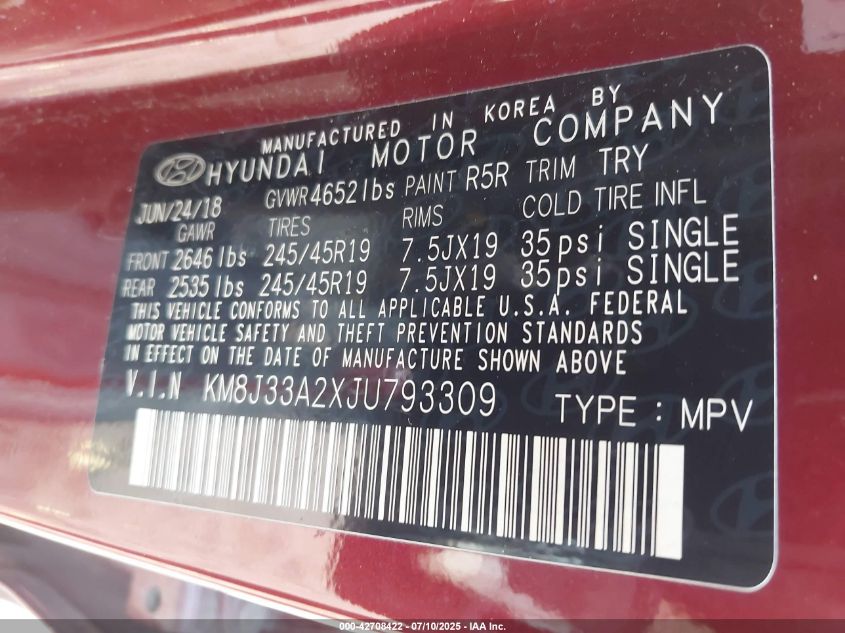 MANUFACTURED IN KOREA BY
HYUNDAI MOTOR COMPANY
JUN/24/18 GVWR 4652 lbs PAINT R5R TRIM TRY
GAWR TIRES RIMS COLD TIRE INFL
FRONT 2646 lbs 245/45R19 7.5JX19 35psi SINGLE
REAR 2535 lbs 245/45R19 7.5JX19 35psi SINGLE
THIS VEHICLE CONFORMS TO ALL APPLICABLE U.S.A. FEDERAL
MOTOR VEHICLE SAFETY AND THEFT PREVENTION STANDARDS
IN EFFECT ON THE DATE OF MANUFACTURE SHOWN ABOVE
V.I.N KM8J33A2XJU793309 TYPE : MPV
000-42708422 - 07/10/2025 - IAA Inc.